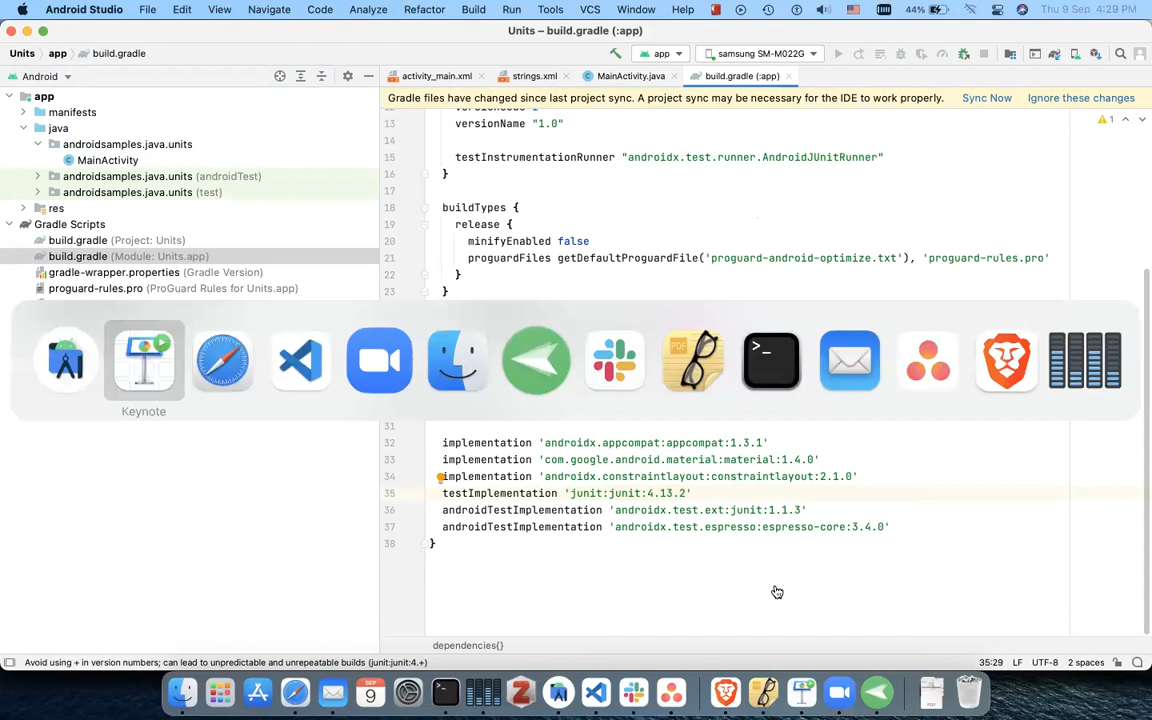 Android Studio File Edit View Navigate Code Analyze Refactor Build Run Tools VCS Window Help 44% Thu 9 Sep 4:29 PM
Units – build.gradle (:app)
Units app build.gradle
app samsung SM-M022G
Android
activity_main.xml strings.xml MainActivity.java build.gradle (:app)
Gradle files have changed since last project sync. A project sync may be necessary for the IDE to work properly. Sync Now Ignore these changes
app
manifests
java
androidsamples.java.units
MainActivity
androidsamples.java.units (androidTest)
androidsamples.java.units (test)
res
Gradle Scripts
build.gradle (Project: Units)
build.gradle (Module: Units.app)
gradle-wrapper.properties (Gradle Version)
proguard-rules.pro (ProGuard Rules for Units.app)
1
13 versionName "1.0"
14
15 testInstrumentationRunner "androidx.test.runner.AndroidJUnitRunner"
16 }
17
18 buildTypes {
19 release {
20 minifyEnabled false
21 proguardFiles getDefaultProguardFile('proguard-android-optimize.txt'), 'proguard-rules.pro'
22 }
23 }
PDF
>_
Keynote
31
32 implementation 'androidx.appcompat:appcompat:1.3.1'
33 implementation 'com.google.android.material:material:1.4.0'
34 implementation 'androidx.constraintlayout:constraintlayout:2.1.0'
35 testImplementation 'junit:junit:4.13.2'
36 androidTestImplementation 'androidx.test.ext:junit:1.1.3'
37 androidTestImplementation 'androidx.test.espresso:espresso-core:3.4.0'
38 }
dependencies{}
Avoid using + in version numbers; can lead to unpredictable and unrepeatable builds (junit:junit:4.+) 35:29 LF UTF-8 2 spaces
SEP
9